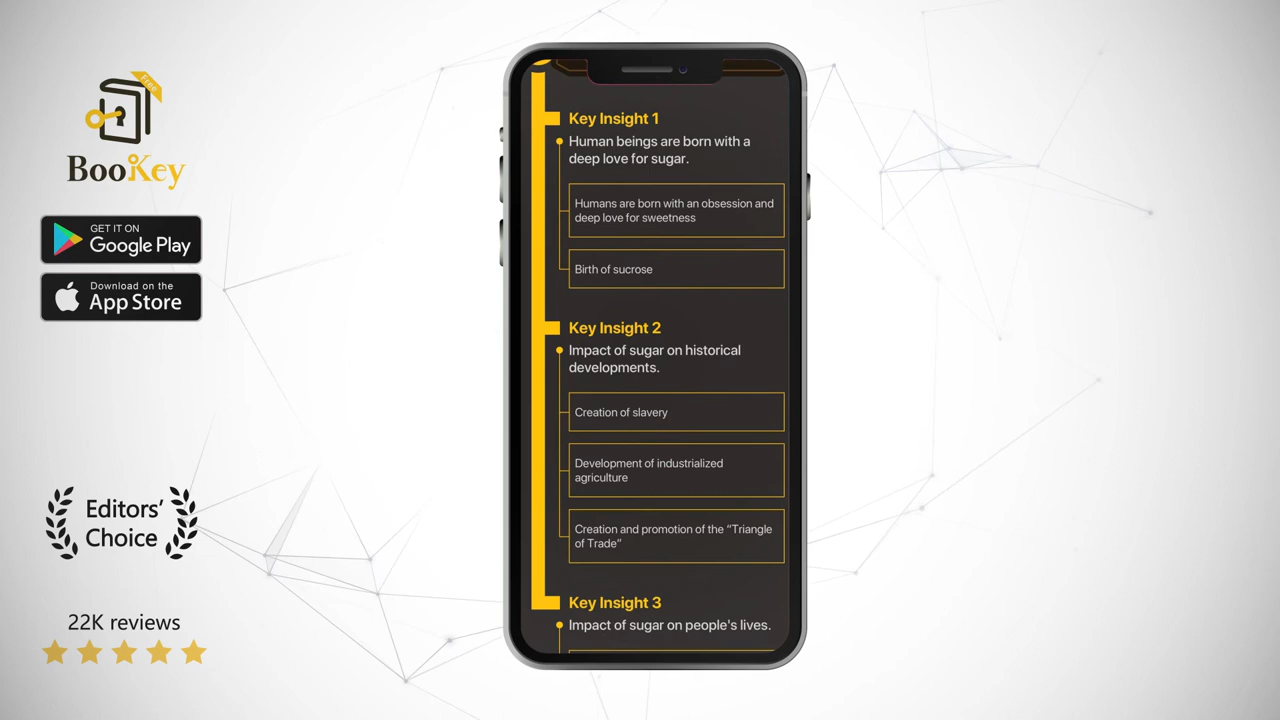 Free
BooKey
GET IT ON
Google Play
Download on the
App Store
Editors'
Choice
22K reviews
Key Insight 1
Human beings are born with a
deep love for sugar.
Humans are born with an obsession and
deep love for sweetness
Birth of sucrose
Key Insight 2
Impact of sugar on historical
developments.
Creation of slavery
Development of industrialized
agriculture
Creation and promotion of the “Triangle
of Trade”
Key Insight 3
Impact of sugar on people's lives.